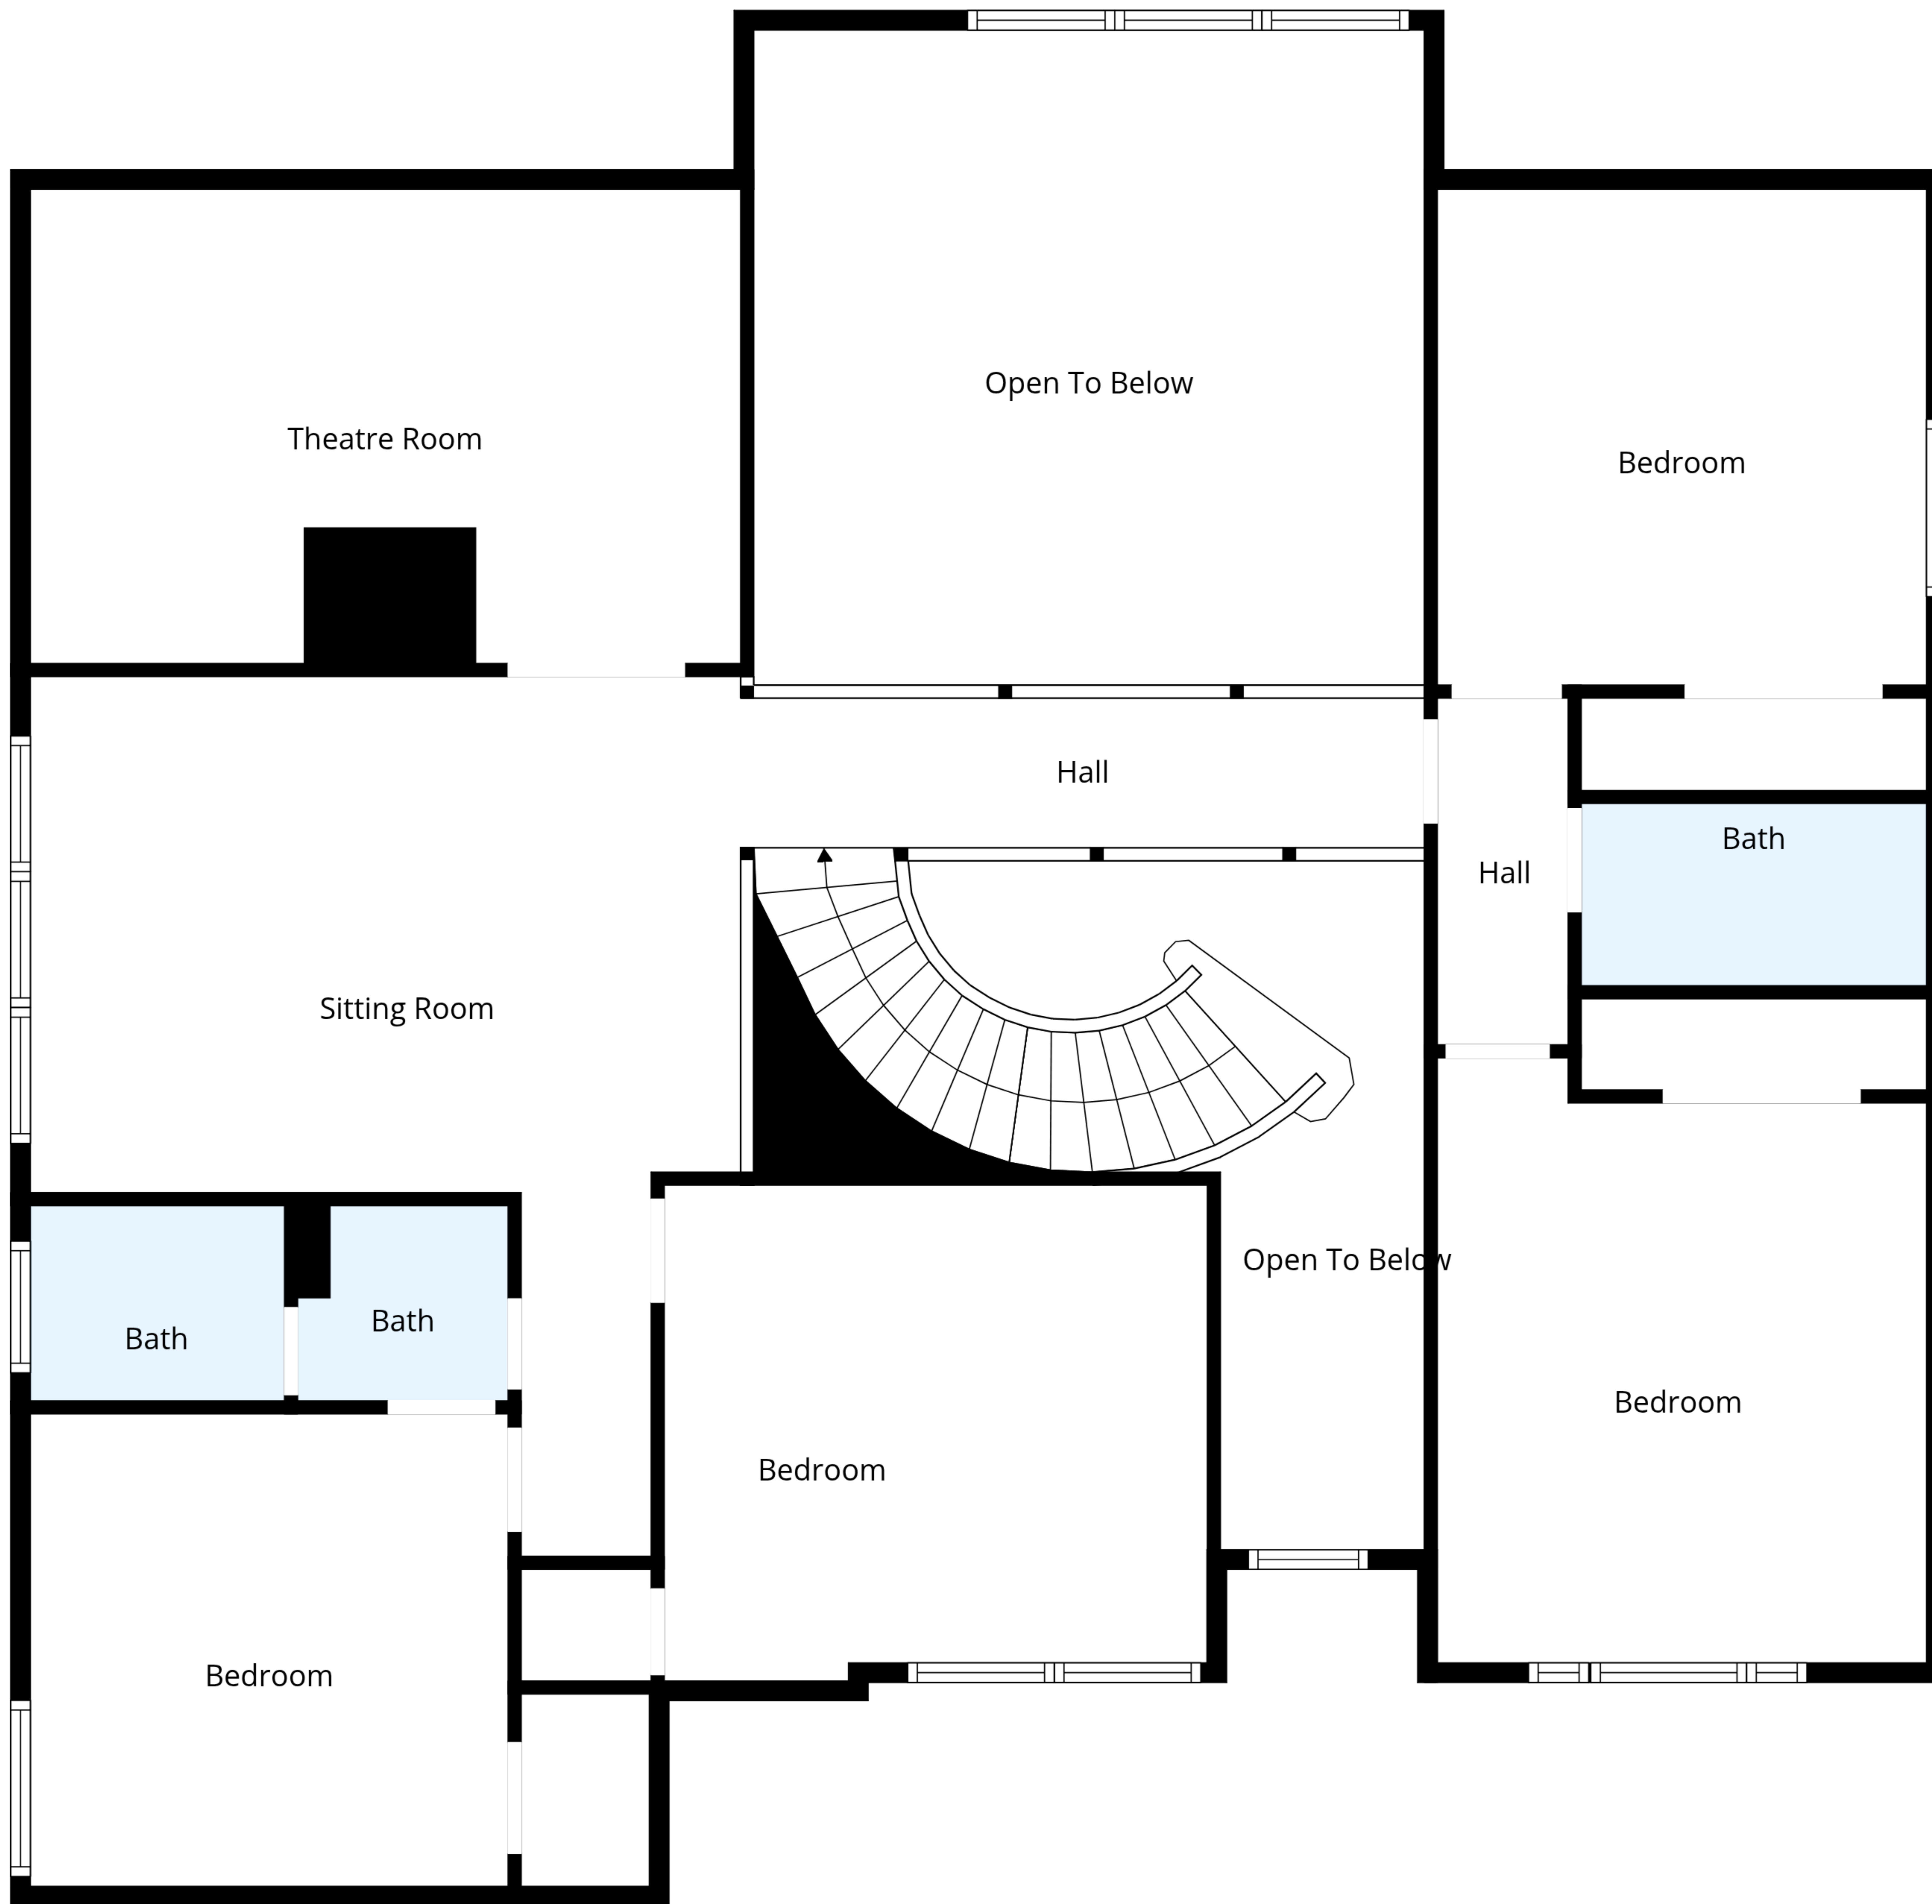 Open To Below
Theatre Room
Bedroom
Hall
Bath
Hall
Sitting Room
Open To Below
Bath
Bath
Bedroom
Bedroom
Bedroom